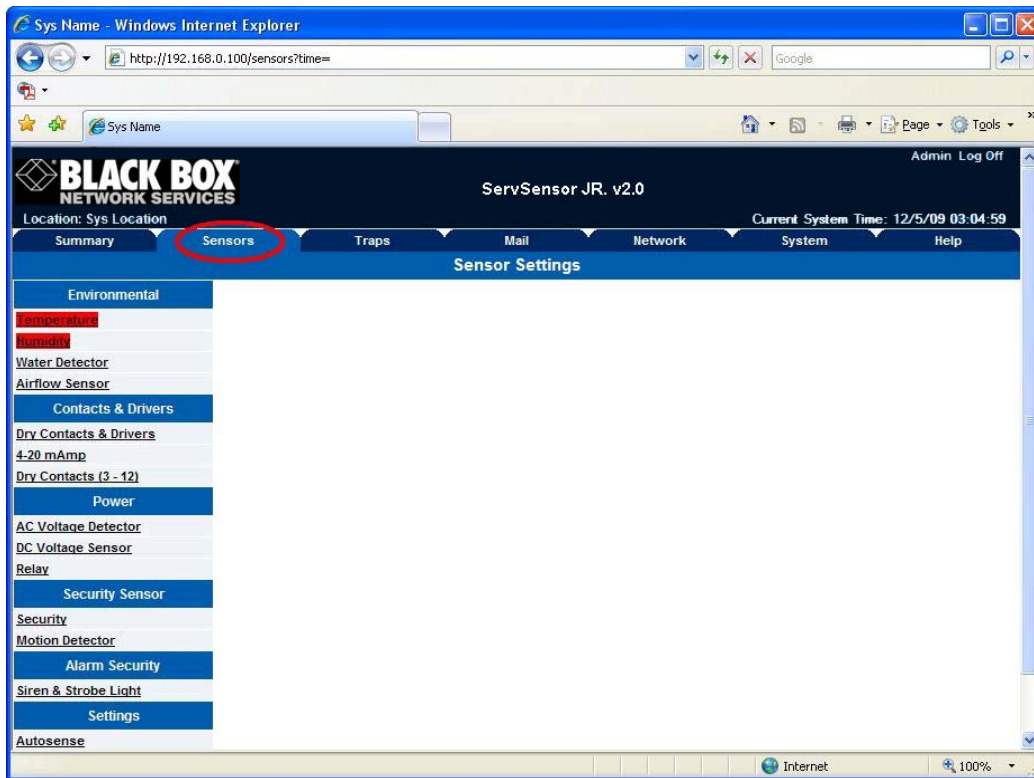 Sys Name - Windows Internet Explorer
http://192.168.0.100/sensors?time=
Google
Sys Name
Page
Tools
Admin Log Off
BLACK BOX
NETWORK SERVICES
ServSensor JR. v2.0
Location: Sys Location
Current System Time: 12/5/09 03:04:59
Summary
Sensors
Traps
Mail
Network
System
Help
Sensor Settings
Environmental
Temperature
Humidity
Water Detector
Airflow Sensor
Contacts & Drivers
Dry Contacts & Drivers
4-20 mAmp
Dry Contacts (3 - 12)
Power
AC Voltage Detector
DC Voltage Sensor
Relay
Security Sensor
Security
Motion Detector
Alarm Security
Siren & Strobe Light
Settings
Autosense
Internet
100%